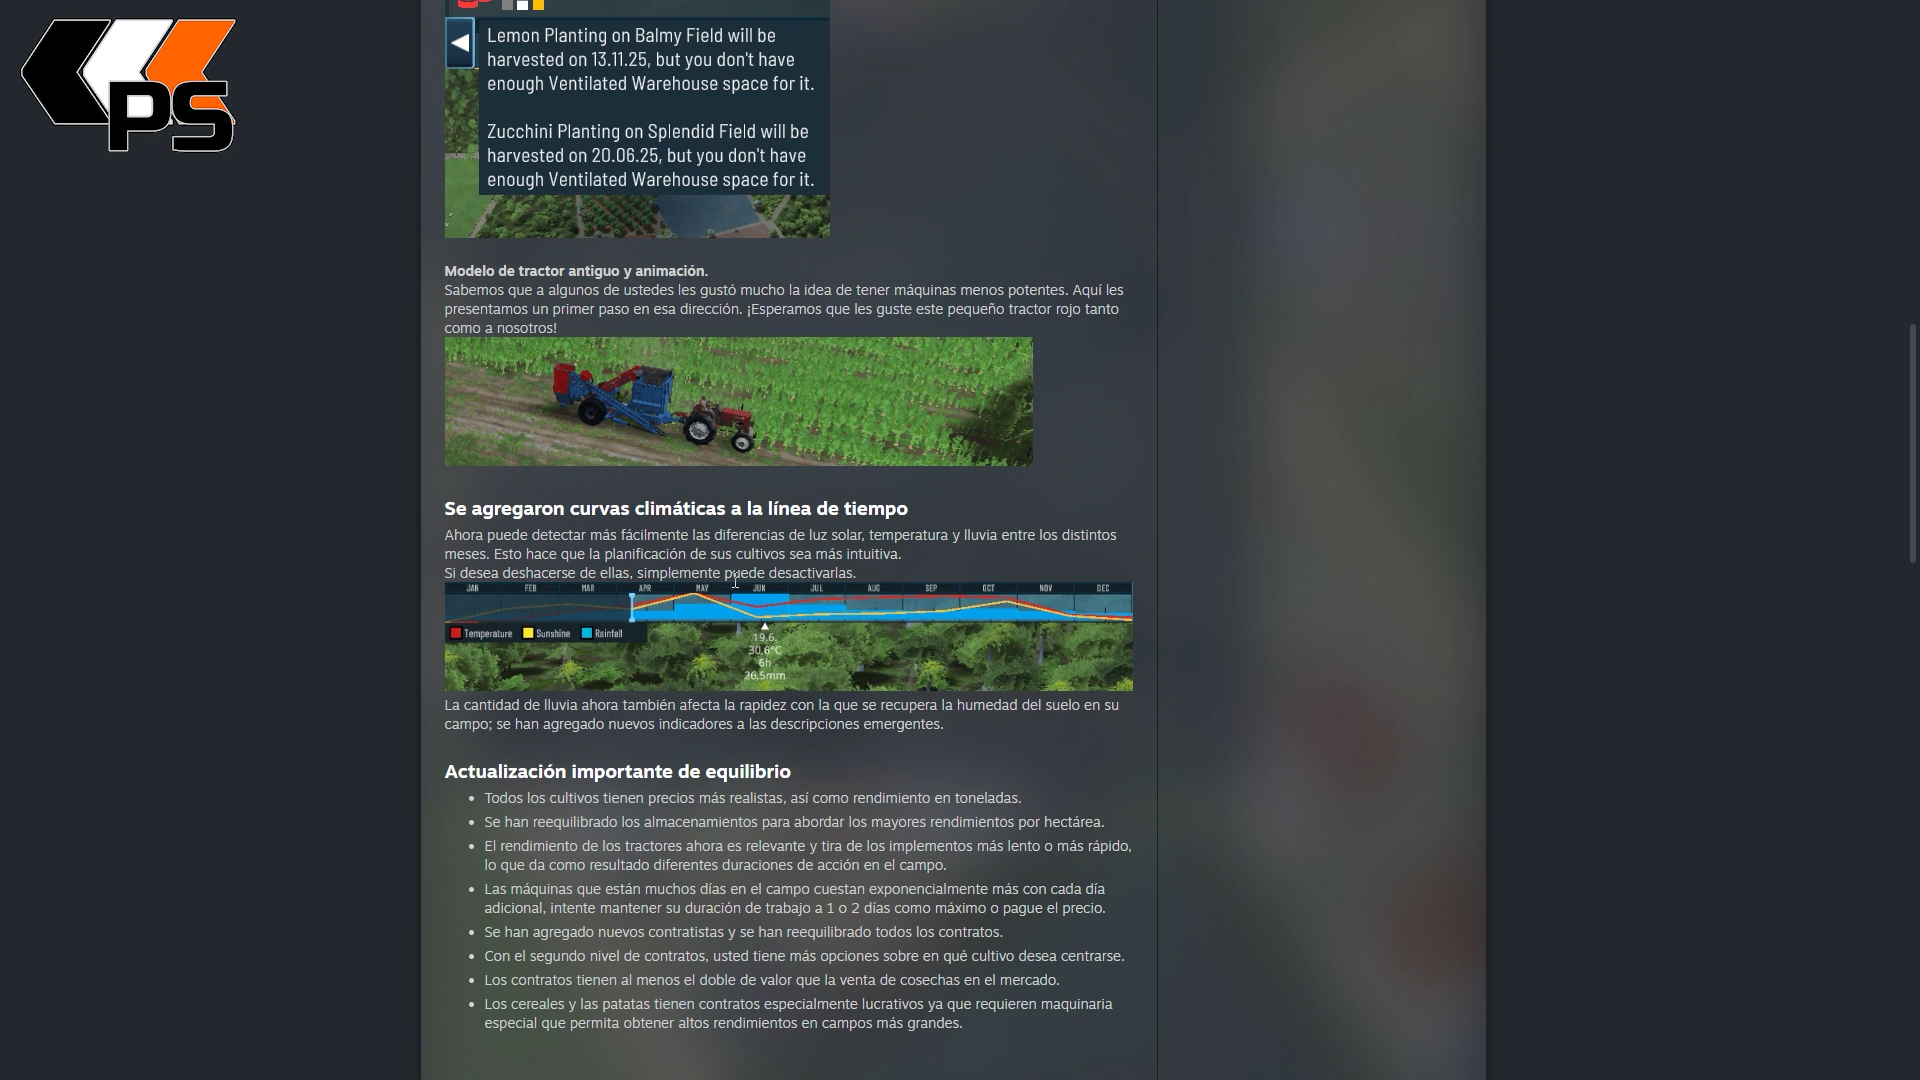 PS
Lemon Planting on Balmy Field will be
harvested on 13.11.25, but you don't have
enough Ventilated Warehouse space for it.
Zucchini Planting on Splendid Field will be
harvested on 20.06.25, but you don't have
enough Ventilated Warehouse space for it.
Modelo de tractor antiguo y animación.
Sabemos que a algunos de ustedes les gustó mucho la idea de tener máquinas menos potentes. Aquí les
presentamos un primer paso en esa dirección. ¡Esperamos que les guste este pequeño tractor rojo tanto
como a nosotros!
Se agregaron curvas climáticas a la línea de tiempo
Ahora puede detectar más fácilmente las diferencias de luz solar, temperatura y lluvia entre los distintos
meses. Esto hace que la planificación de sus cultivos sea más intuitiva.
Si desea deshacerse de ellas, simplemente puede desactivarlas.
JAN FEB MAR APR MAY JUN JUL AUG SEP OCT NOV DEC
Temperature Sunshine Rainfall
19.6.
30,6°C
6h
26,5mm
La cantidad de lluvia ahora también afecta la rapidez con la que se recupera la humedad del suelo en su
campo; se han agregado nuevos indicadores a las descripciones emergentes.
Actualización importante de equilibrio
• Todos los cultivos tienen precios más realistas, así como rendimiento en toneladas.
• Se han reequilibrado los almacenamientos para abordar los mayores rendimientos por hectárea.
• El rendimiento de los tractores ahora es relevante y tira de los implementos más lento o más rápido,
lo que da como resultado diferentes duraciones de acción en el campo.
• Las máquinas que están muchos días en el campo cuestan exponencialmente más con cada día
adicional, intente mantener su duración de trabajo a 1 o 2 días como máximo o pague el precio.
• Se han agregado nuevos contratistas y se han reequilibrado todos los contratos.
• Con el segundo nivel de contratos, usted tiene más opciones sobre en qué cultivo desea centrarse.
• Los contratos tienen al menos el doble de valor que la venta de cosechas en el mercado.
• Los cereales y las patatas tienen contratos especialmente lucrativos ya que requieren maquinaria
especial que permita obtener altos rendimientos en campos más grandes.